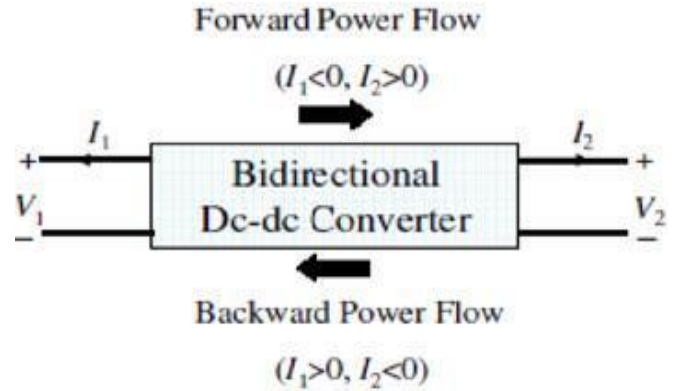 Forward Power Flow
(I₁<0, I₂>0)
I₁ I₂
+ +
Bidirectional
V₁ V₂
Dc-dc Converter
− −
Backward Power Flow
(I₁>0, I₂<0)